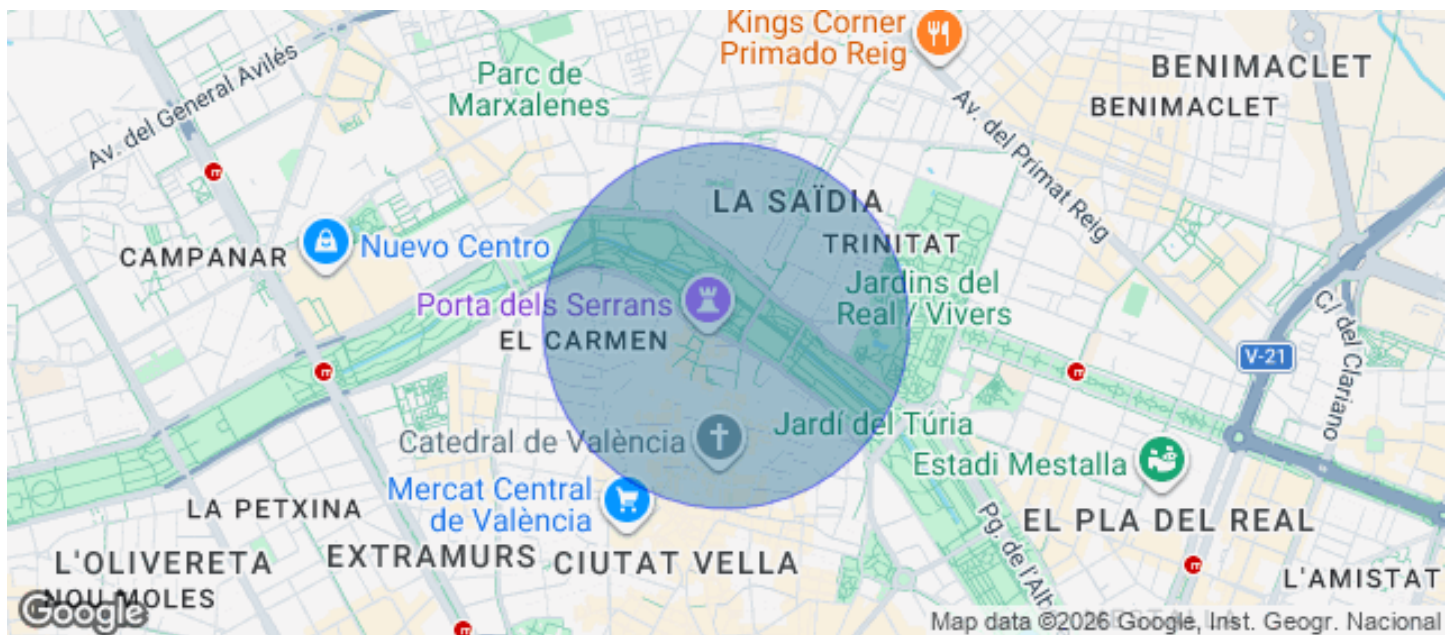 Kings Corner
Primado Reig
BENIMACLET
BENIMACLET
Parc de
Marxalenes
Av. del General Avilés
Av. del Primat Reig
LA SAÏDIA
TRINITAT
CAMPANAR
Nuevo Centro
Jardins del
Real / Vivers
Porta dels Serrans
EL CARMEN
V-21
C/ del Clariano
Catedral de València
Jardí del Túria
Estadi Mestalla
Mercat Central
de València
LA PETXINA
EL PLA DEL REAL
Pg. de l'Alb
EXTRAMURS
CIUTAT VELLA
L'OLIVERETA
NOU MOLES
L'AMISTAT
MESTALLA
Google
Map data ©2026 Google, Inst. Geogr. Nacional